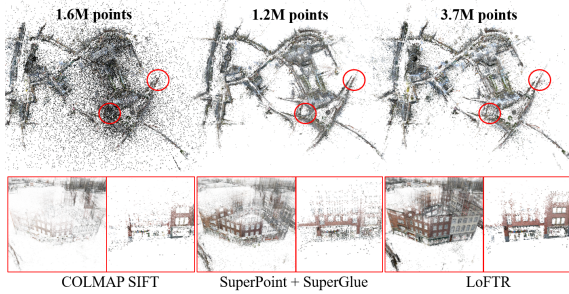 1.6M points
1.2M points
3.7M points
COLMAP SIFT
SuperPoint + SuperGlue
LoFTR